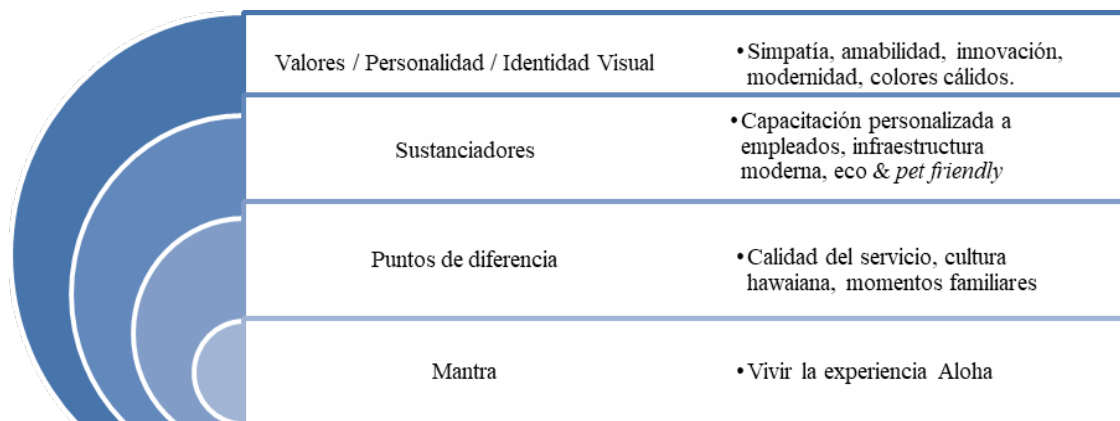 Valores / Personalidad / Identidad Visual
• Simpatía, amabilidad, innovación,
modernidad, colores cálidos.
Sustanciadores
• Capacitación personalizada a
empleados, infraestructura
moderna, eco & pet friendly
Puntos de diferencia
• Calidad del servicio, cultura
hawaiana, momentos familiares
Mantra
• Vivir la experiencia Aloha